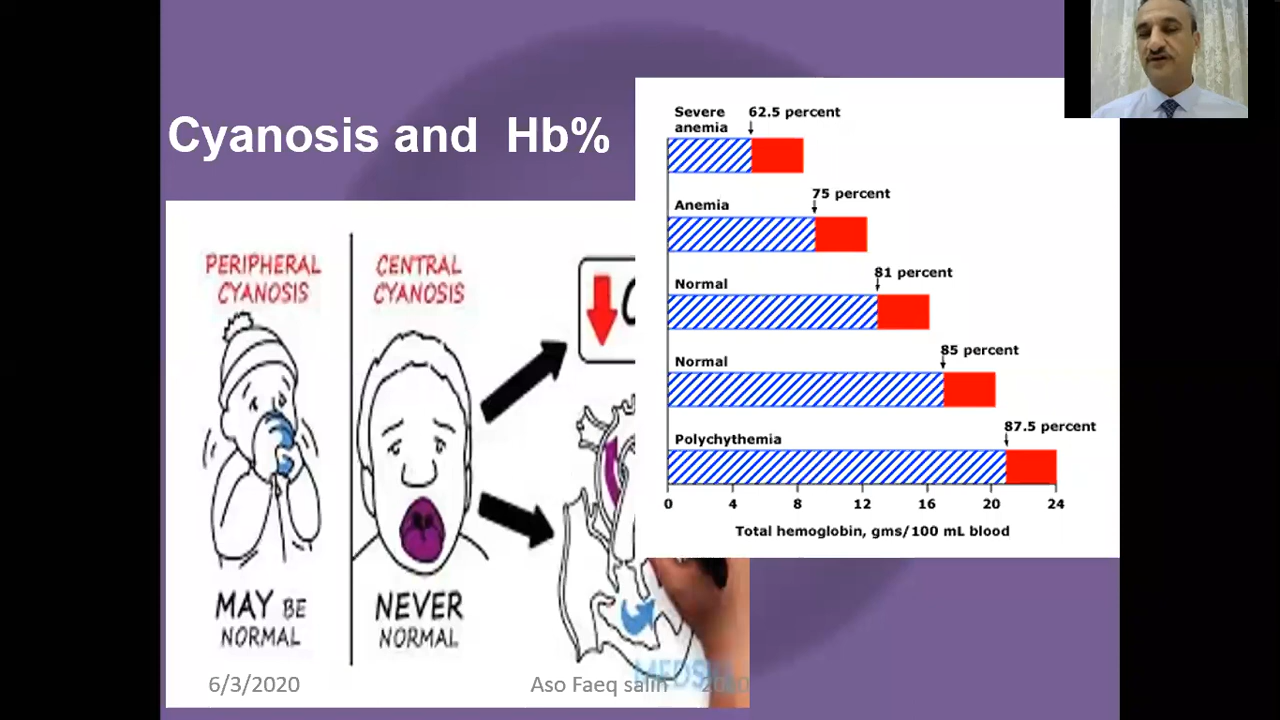 Cyanosis and Hb%
PERIPHERAL
CYANOSIS
CENTRAL
CYANOSIS
MAY BE
NORMAL
NEVER
NORMAL
Severe
anemia
62.5 percent
75 percent
Anemia
81 percent
Normal
85 percent
Normal
87.5 percent
Polychythemia
0 4 8 12 16 20 24
Total hemoglobin, gms/100 mL blood
6/3/2020
Aso Faeq salih